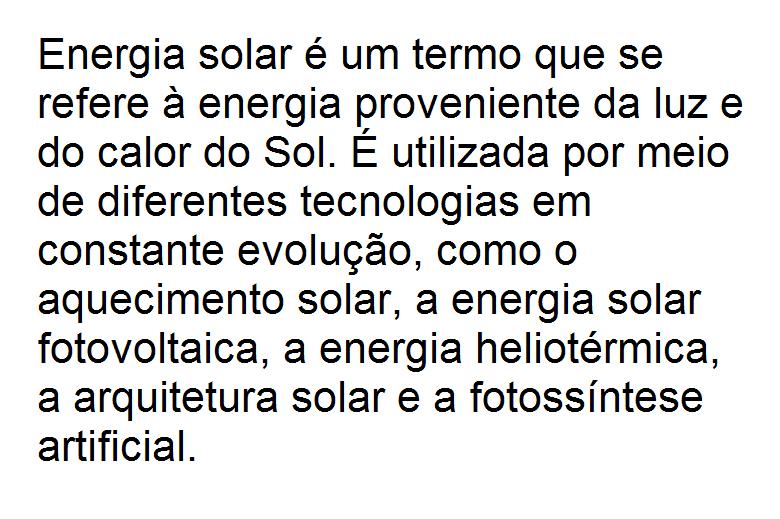 Energia solar é um termo que se
refere à energia proveniente da luz e
do calor do Sol. É utilizada por meio
de diferentes tecnologias em
constante evolução, como o
aquecimento solar, a energia solar
fotovoltaica, a energia heliotérmica,
a arquitetura solar e a fotossíntese
artificial.